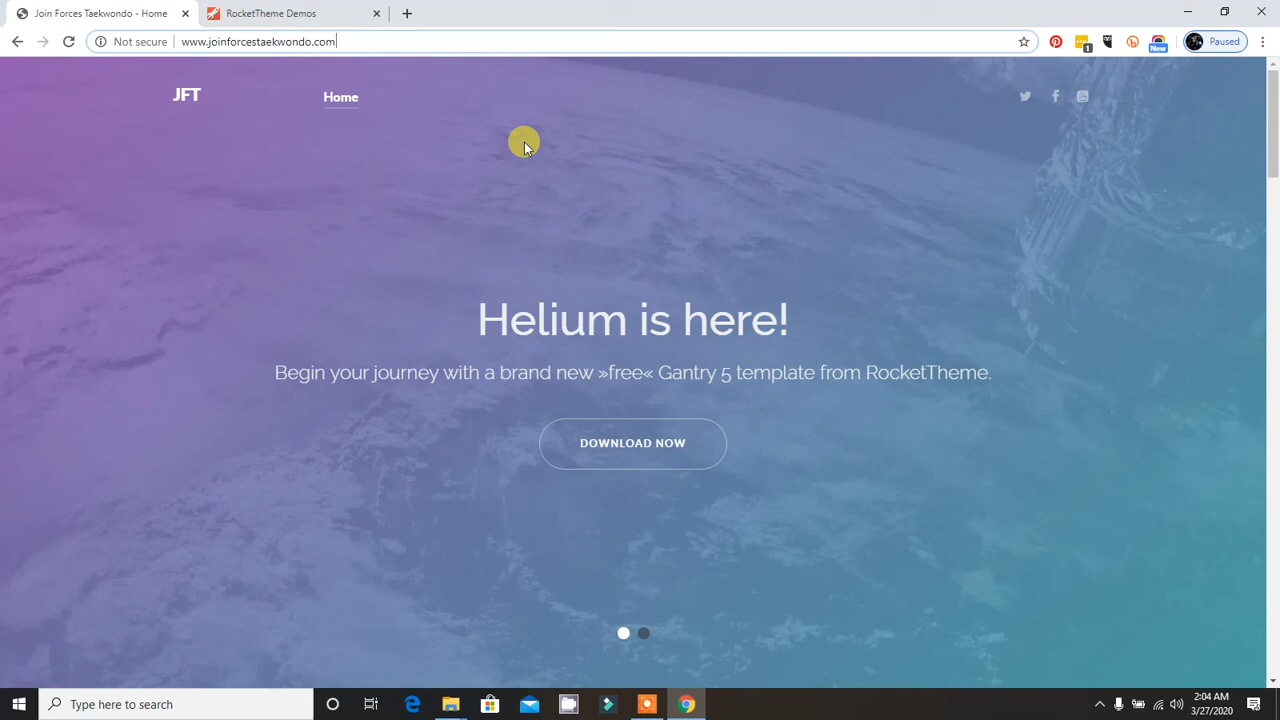 Join Forces Taekwondo - Home
RocketTheme Demos
Not secure
www.joinforcestaekwondo.com
1
New
Paused
JFT
Home
Helium is here!
Begin your journey with a brand new »free« Gantry 5 template from RocketTheme.
DOWNLOAD NOW
Type here to search
2:04 AM
3/27/2020